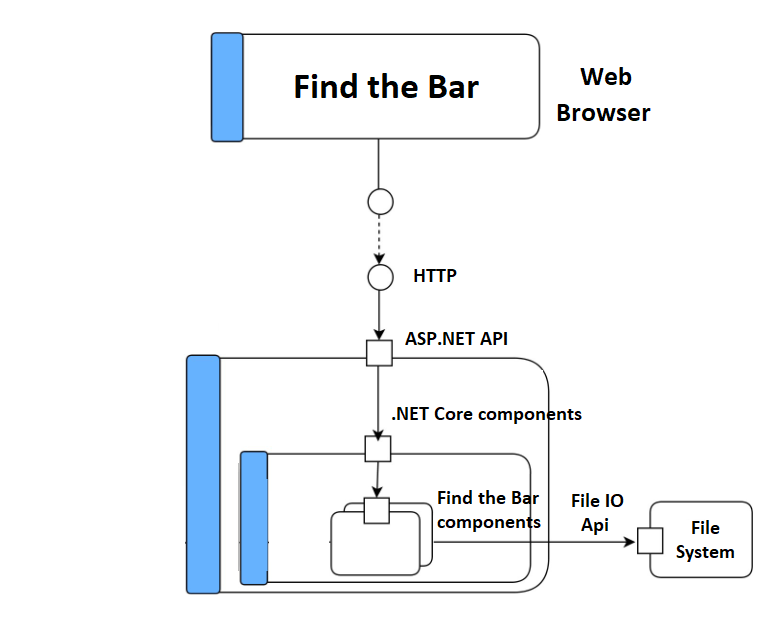 Find the Bar
Web
Browser
HTTP
ASP.NET API
.NET Core components
Find the Bar
components
File IO
Api
File
System